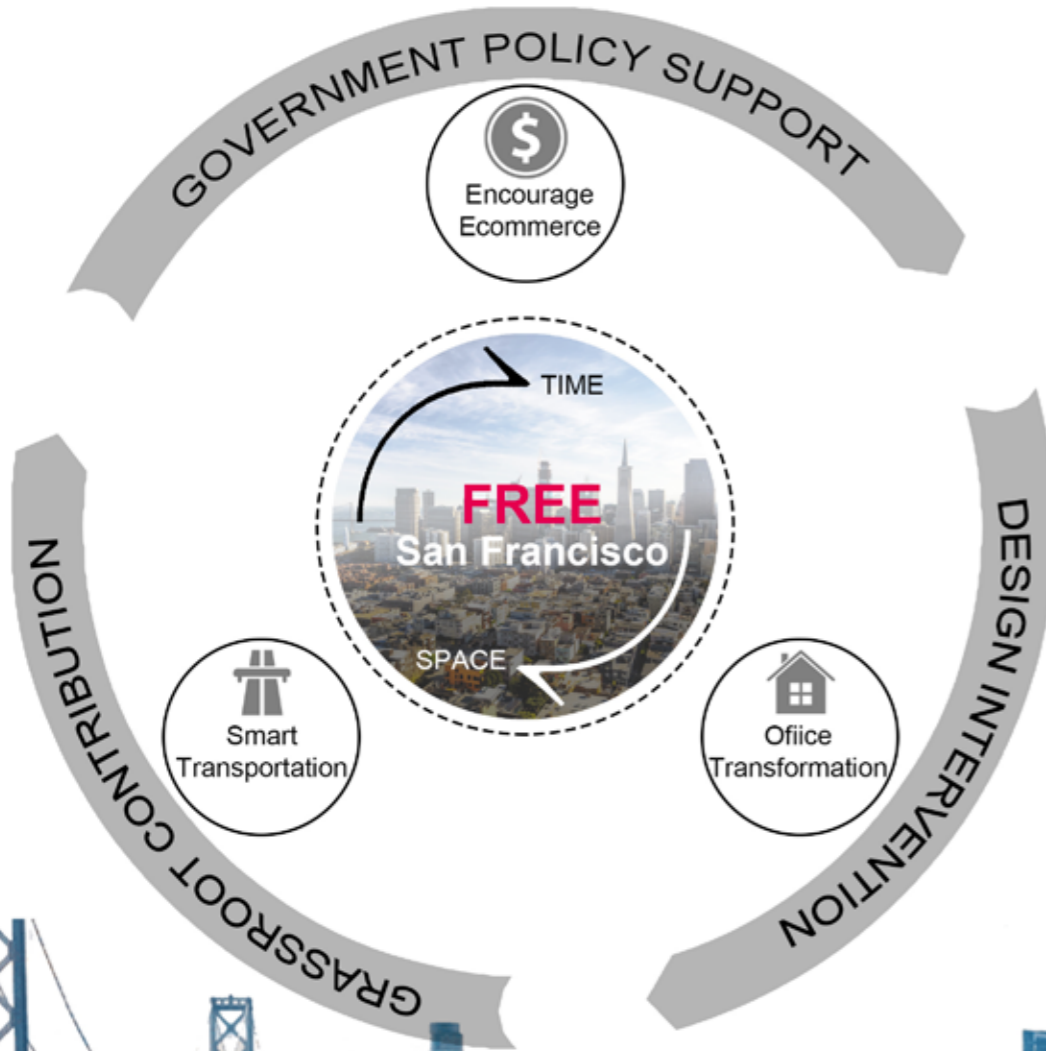 GOVERNMENT POLICY SUPPORT
$
Encourage
Ecommerce
TIME
FREE
San Francisco
SPACE
DESIGN INTERVENTION
Smart
Transportation
Ofiice
Transformation
GRASSROOT CONTRIBUTION